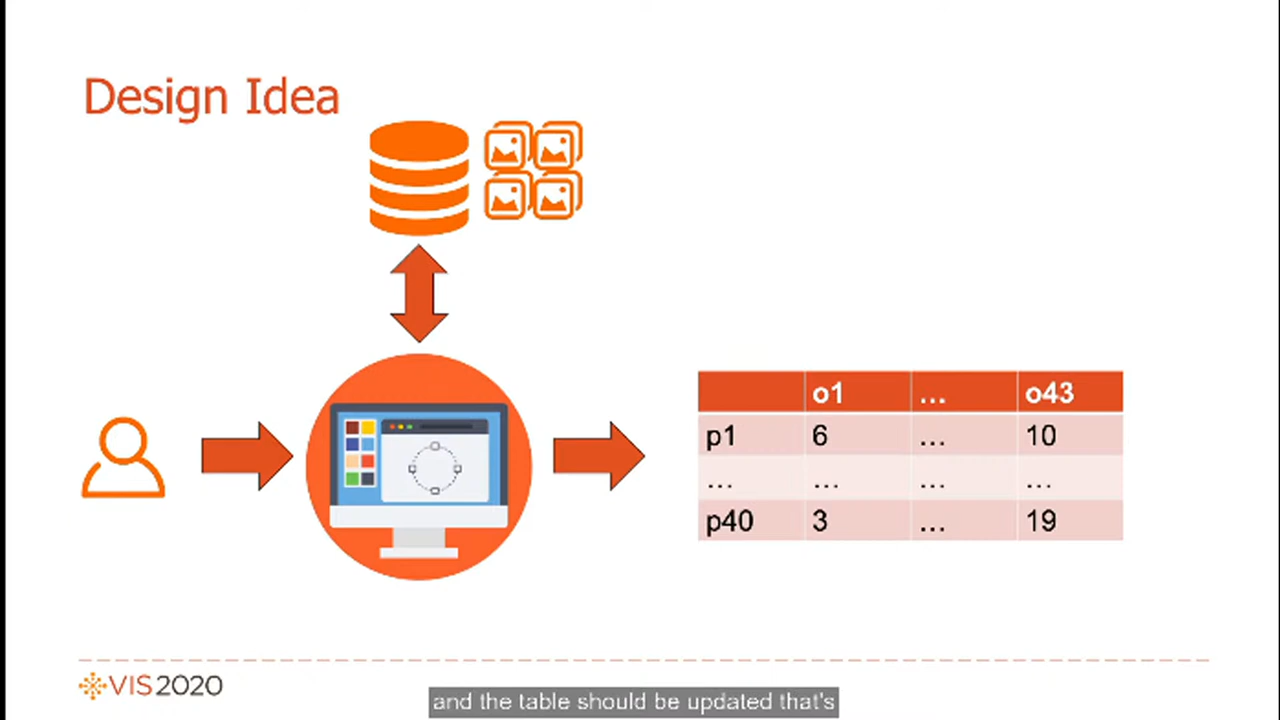 Design Idea
o1 … o43
p1 6 … 10
… … … …
p40 3 … 19
VIS2020
and the table should be updated that's